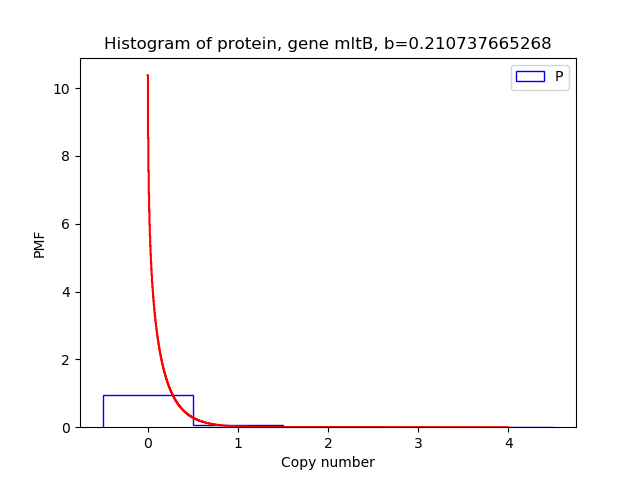 Histogram of protein, gene mltB, b=0.210737665268
P
10
8
6
4
2
0
PMF
0 1 2 3 4
Copy number